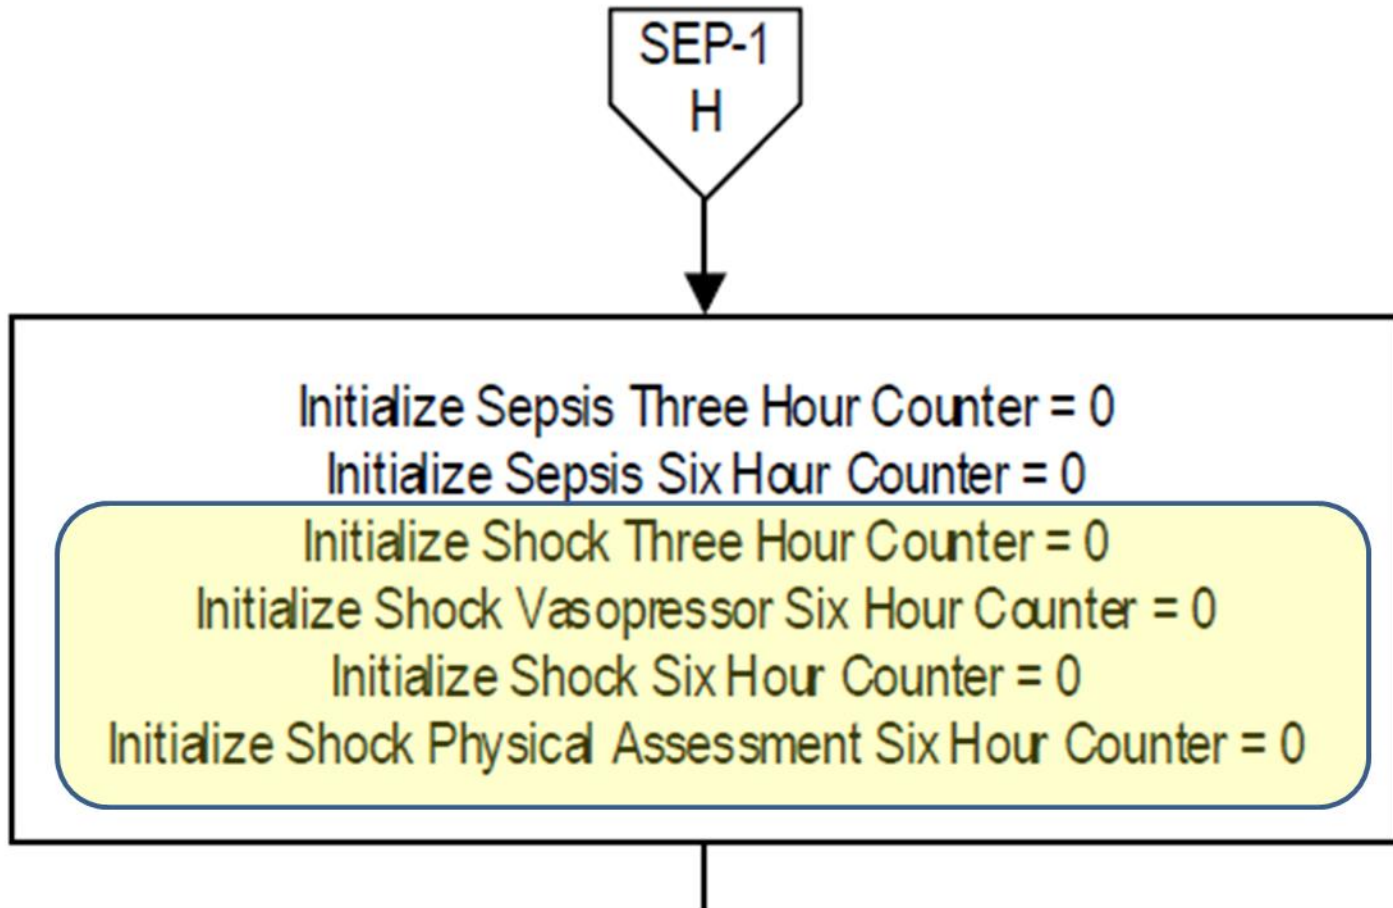 SEP-1
H
Initialize Sepsis Three Hour Counter = 0
Initialize Sepsis Six Hour Counter = 0
Initialize Shock Three Hour Counter = 0
Initialize Shock Vasopressor Six Hour Counter = 0
Initialize Shock Six Hour Counter = 0
Initialize Shock Physical Assessment Six Hour Counter = 0